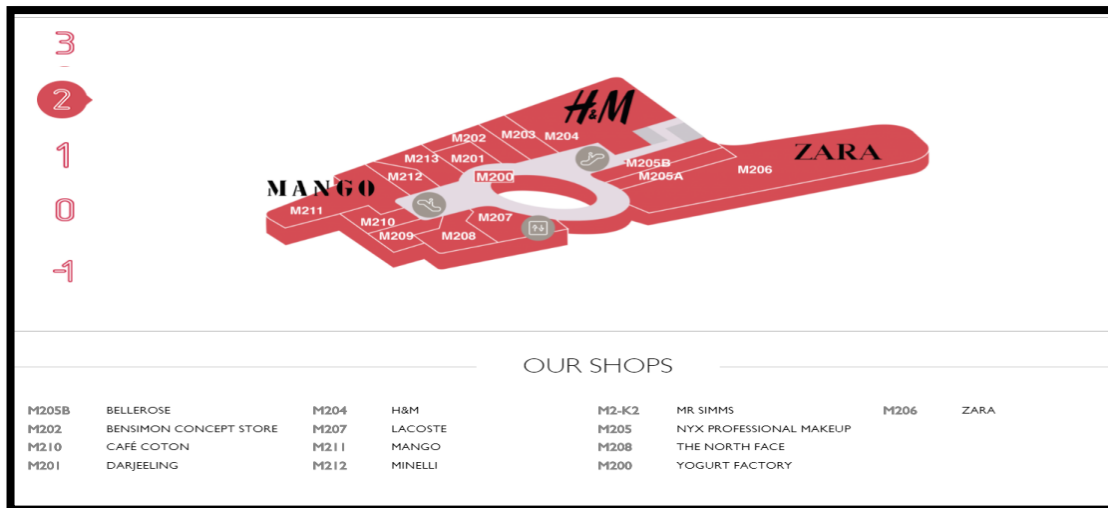 3
2
1
0
-1
H&M
ZARA
MANGO
M202
M203
M204
M213
M201
M212
M200
M205B
M205A
M206
M211
M210
M207
M209
M208
OUR SHOPS
M205B BELLEROSE
M202 BENSIMON CONCEPT STORE
M210 CAFÉ COTON
M201 DARJEELING
M204 H&M
M207 LACOSTE
M211 MANGO
M212 MINELLI
M2-K2 MR SIMMS
M205 NYX PROFESSIONAL MAKEUP
M208 THE NORTH FACE
M200 YOGURT FACTORY
M206 ZARA